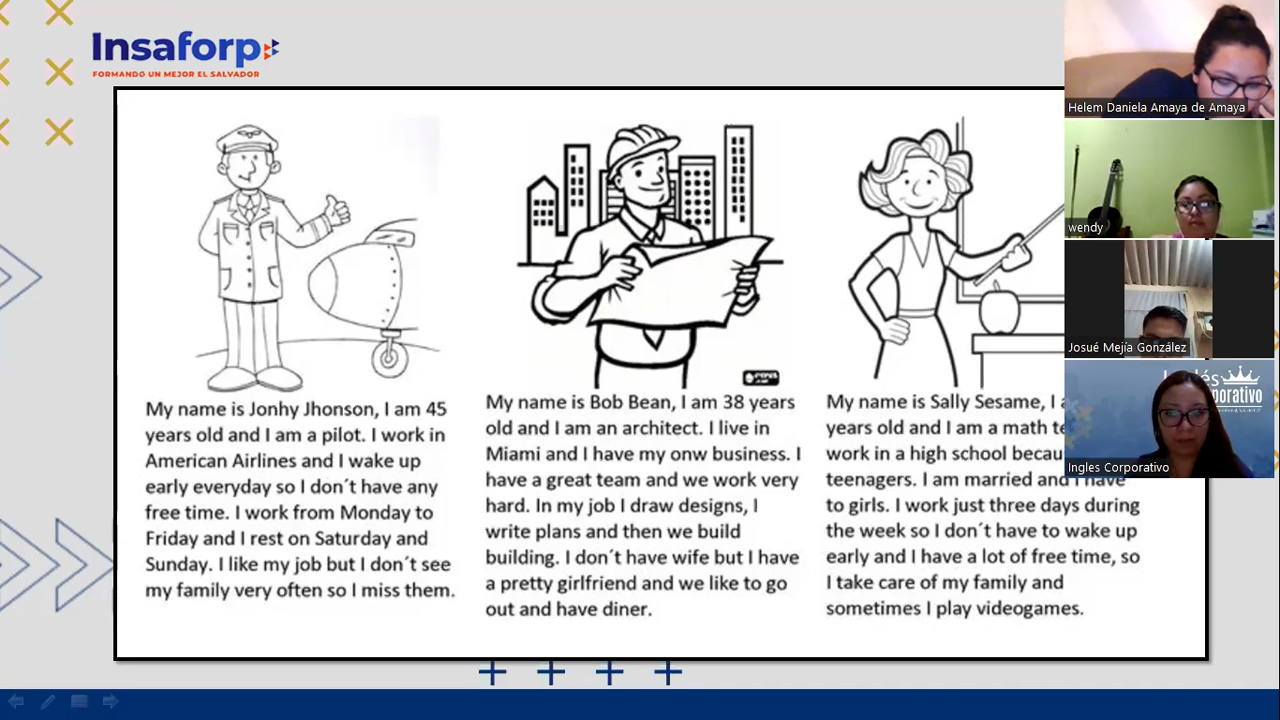 Insaforp
FORMANDO UN MEJOR EL SALVADOR
My name is Jonhy Jhonson, I am 45
years old and I am a pilot. I work in
American Airlines and I wake up
early everyday so I don´t have any
free time. I work from Monday to
Friday and I rest on Saturday and
Sunday. I like my job but I don´t see
my family very often so I miss them.
My name is Bob Bean, I am 38 years
old and I am an architect. I live in
Miami and I have my onw business. I
have a great team and we work very
hard. In my job I draw designs, I
write plans and then we build
building. I don´t have wife but I have
a pretty girlfriend and we like to go
out and have diner.
My name is Sally Sesame, I
years old and I am a math
work in a high school
teenagers. I am married and I have
to girls. I work just three days during
the week so I don´t have to wake up
early and I have a lot of free time, so
I take care of my family and
sometimes I play videogames.
Helem Daniela Amaya de Amaya
wendy
Josué Mejía González
Ingles Corporativo